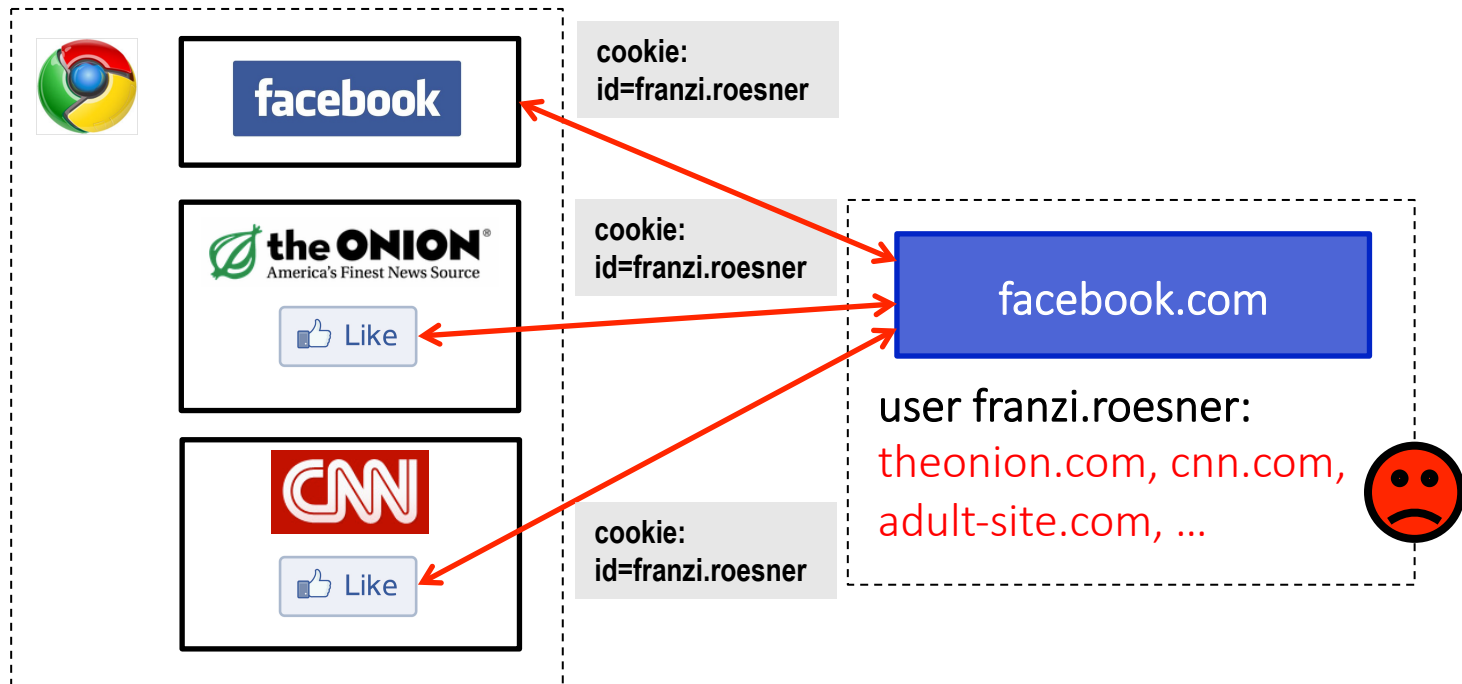 facebook
cookie:
id=franzi.roesner
the ONION®
America's Finest News Source
Like
cookie:
id=franzi.roesner
facebook.com
user franzi.roesner:
theonion.com, cnn.com,
adult-site.com, ...
CNN
Like
cookie:
id=franzi.roesner